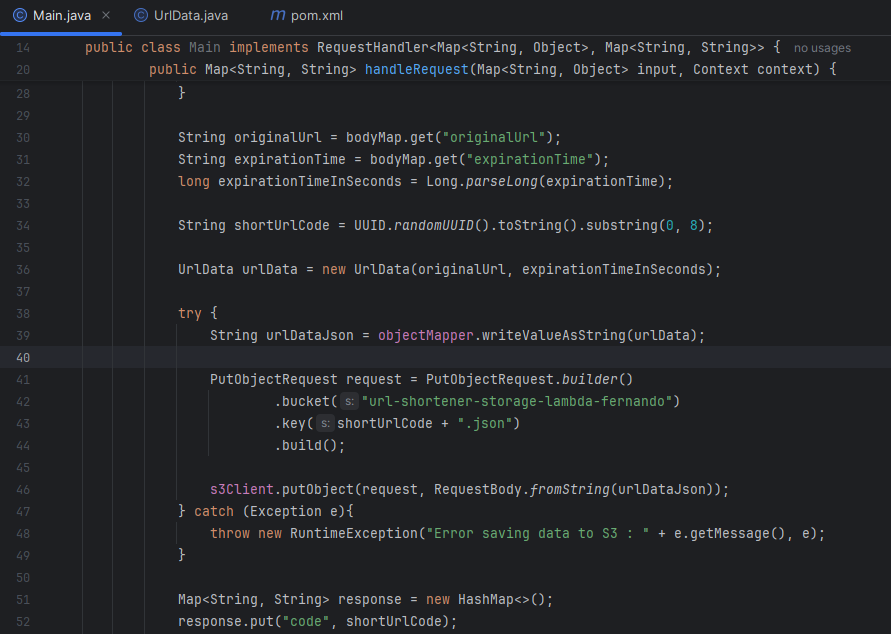 Main.java × UrlData.java m pom.xml
14 public class Main implements RequestHandler<Map<String, Object>, Map<String, String>> { no usages
20 public Map<String, String> handleRequest(Map<String, Object> input, Context context) {
28 }
29
30 String originalUrl = bodyMap.get("originalUrl");
31 String expirationTime = bodyMap.get("expirationTime");
32 long expirationTimeInSeconds = Long.parseLong(expirationTime);
33
34 String shortUrlCode = UUID.randomUUID().toString().substring(0, 8);
35
36 UrlData urlData = new UrlData(originalUrl, expirationTimeInSeconds);
37
38 try {
39 String urlDataJson = objectMapper.writeValueAsString(urlData);
40
41 PutObjectRequest request = PutObjectRequest.builder()
42 .bucket( s: "url-shortener-storage-lambda-fernando")
43 .key( s: shortUrlCode + ".json")
44 .build();
45
46 s3Client.putObject(request, RequestBody.fromString(urlDataJson));
47 } catch (Exception e){
48 throw new RuntimeException("Error saving data to S3 : " + e.getMessage(), e);
49 }
50
51 Map<String, String> response = new HashMap<>();
52 response.put("code", shortUrlCode);